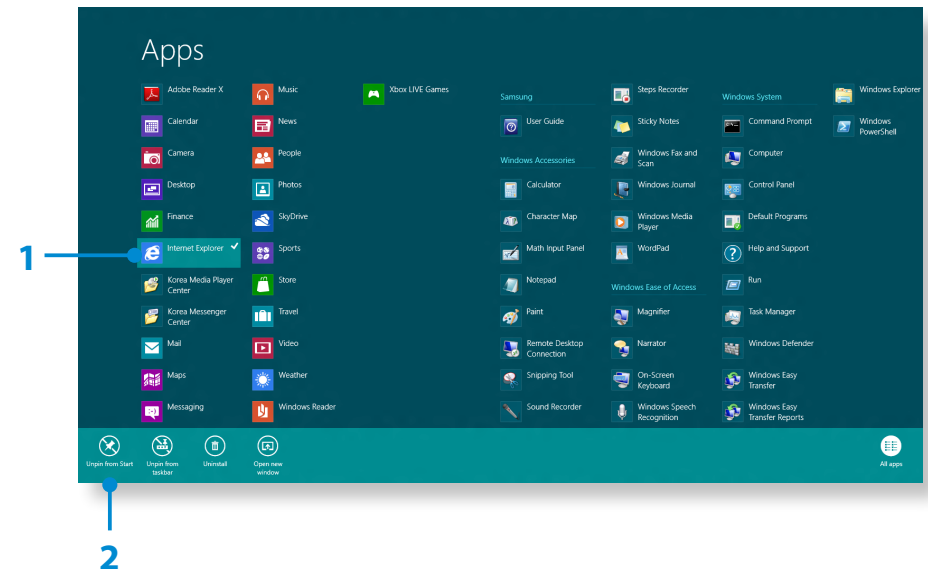 Apps
Adobe Reader X
Calendar
Camera
Desktop
Finance
Internet Explorer
Korea Media Player
Center
Korea Messenger
Center
Mail
Maps
Messaging
Music
News
People
Photos
SkyDrive
Sports
Store
Travel
Video
Weather
Windows Reader
Xbox LIVE Games
Samsung
User Guide
Windows Accessories
Calculator
Character Map
Math Input Panel
Notepad
Paint
Remote Desktop
Connection
Snipping Tool
Sound Recorder
Steps Recorder
Sticky Notes
Windows Fax and
Scan
Windows Journal
Windows Media
Player
WordPad
Windows Ease of Access
Magnifier
Narrator
On-Screen
Keyboard
Windows Speech
Recognition
Windows System
Command Prompt
Computer
Control Panel
Default Programs
Help and Support
Run
Task Manager
Windows Defender
Windows Easy
Transfer
Windows Easy
Transfer Reports
Windows Explorer
Windows
PowerShell
1
Unpin from Start
Unpin from
taskbar
Uninstall
Open new
window
All apps
2